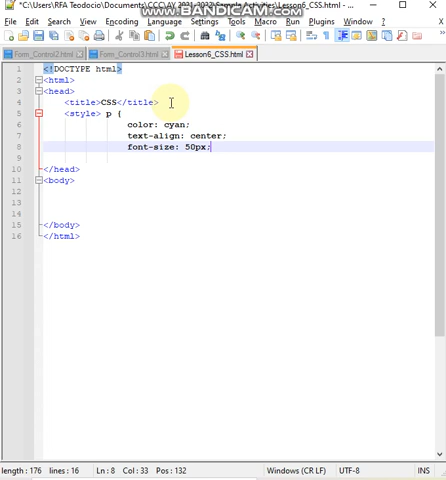 *C:\Users\RFA Teodocio\Documents\CCC\AY 2021-2022\Sample Activities\Lesson6_CSS.html -
www.BANDICAM.com
File Edit Search View Encoding Language Settings Tools Macro Run Plugins Window ?
Form_Control2.html Form_Control3.html Lesson6_CSS.html
1 <!DOCTYPE html>
2 <html>
3 <head>
4 <title>CSS</title>
5 <style> p {
6 color: cyan;
7 text-align: center;
8 font-size: 50px;
9
10 </head>
11 <body>
12
13
14
15 </body>
16 </html>
length : 176 lines : 16 Ln : 8 Col : 33 Pos : 132 Windows (CR LF) UTF-8 INS